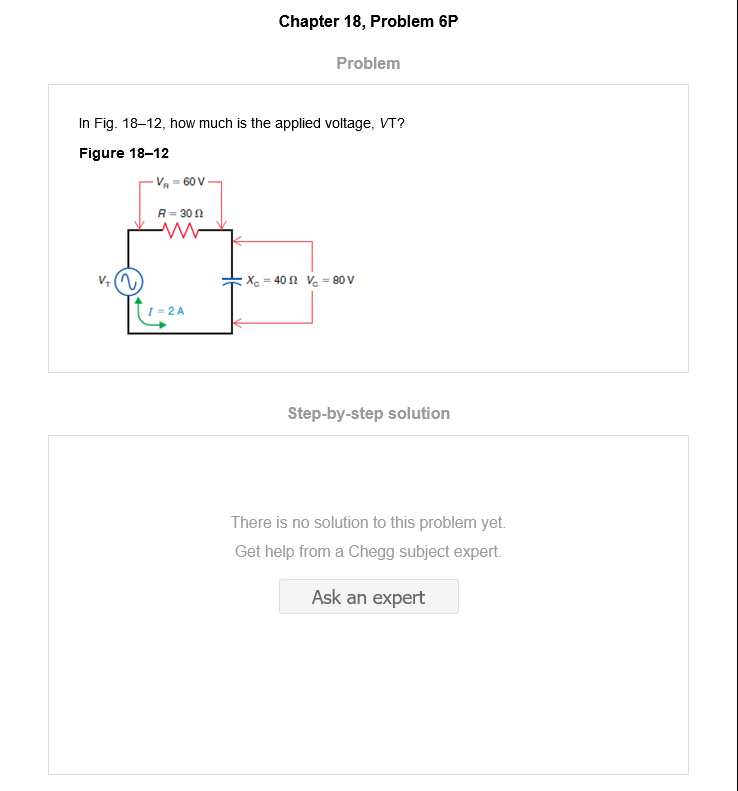 Chapter 18, Problem 6P
Problem
In Fig. 18–12, how much is the applied voltage, VT?
Figure 18–12
V_R = 60 V
R = 30 Ω
V_T
X_C = 40 Ω V_C = 80 V
I = 2 A
Step-by-step solution
There is no solution to this problem yet.
Get help from a Chegg subject expert.
Ask an expert